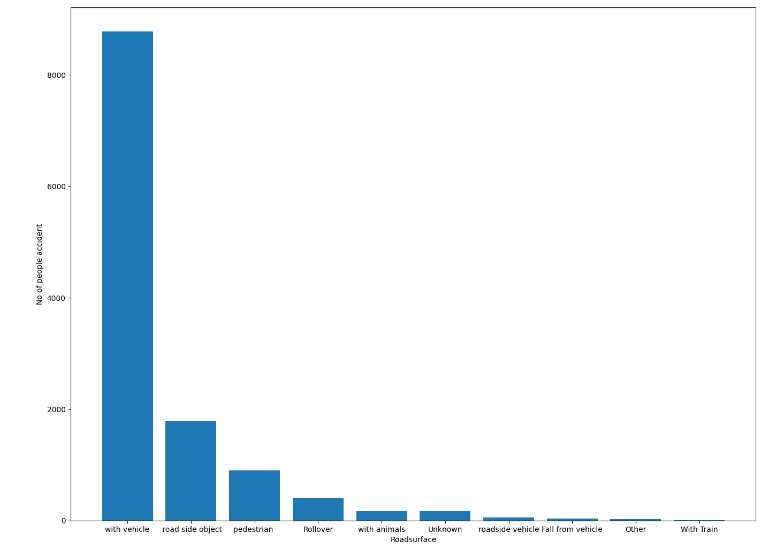 8000
6000
4000
2000
0
No of people accident
with vehicle road side object pedestrian Rollover with animals Unknown roadside vehicle Fall from vehicle Other With Train
Roadsurface